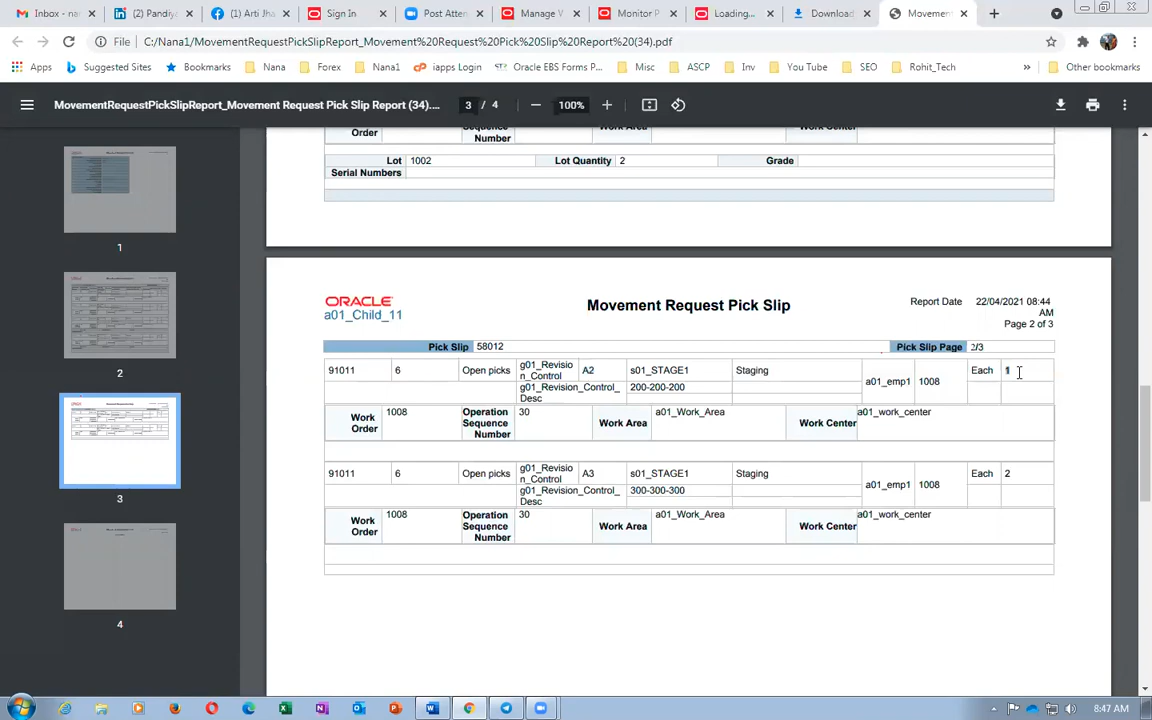 Inbox - nar
(2) Pandiya
(1) Arti Jha
Sign In
Post Atten
Manage W
Monitor P
Loading...
Download
Movemen
File C:/Nana1/MovementRequestPickSlipReport_Movement%20Request%20Pick%20Slip%20Report%20(34).pdf
Apps Suggested Sites Bookmarks Nana Forex Nana1 iapps Login Oracle EBS Forms P... Misc ASCP Inv You Tube SEO Rohit_Tech » Other bookmarks
MovementRequestPickSlipReport_Movement Request Pick Slip Report (34)....
3 / 4
100%
1
2
3
4
Order Sequence Number Work Area Work Center
Lot 1002 Lot Quantity 2 Grade
Serial Numbers
ORACLE
a01_Child_11
Movement Request Pick Slip
Report Date 22/04/2021 08:44 AM
Page 2 of 3
Pick Slip 58012 Pick Slip Page 2/3
91011 6 Open picks g01_Revision_Control A2 s01_STAGE1 Staging a01_emp1 1008 Each 1
g01_Revision_Control_Desc 200-200-200
Work Order 1008 Operation Sequence Number 30 Work Area a01_Work_Area Work Center a01_work_center
91011 6 Open picks g01_Revision_Control A3 s01_STAGE1 Staging a01_emp1 1008 Each 2
g01_Revision_Control_Desc 300-300-300
Work Order 1008 Operation Sequence Number 30 Work Area a01_Work_Area Work Center a01_work_center
8:47 AM